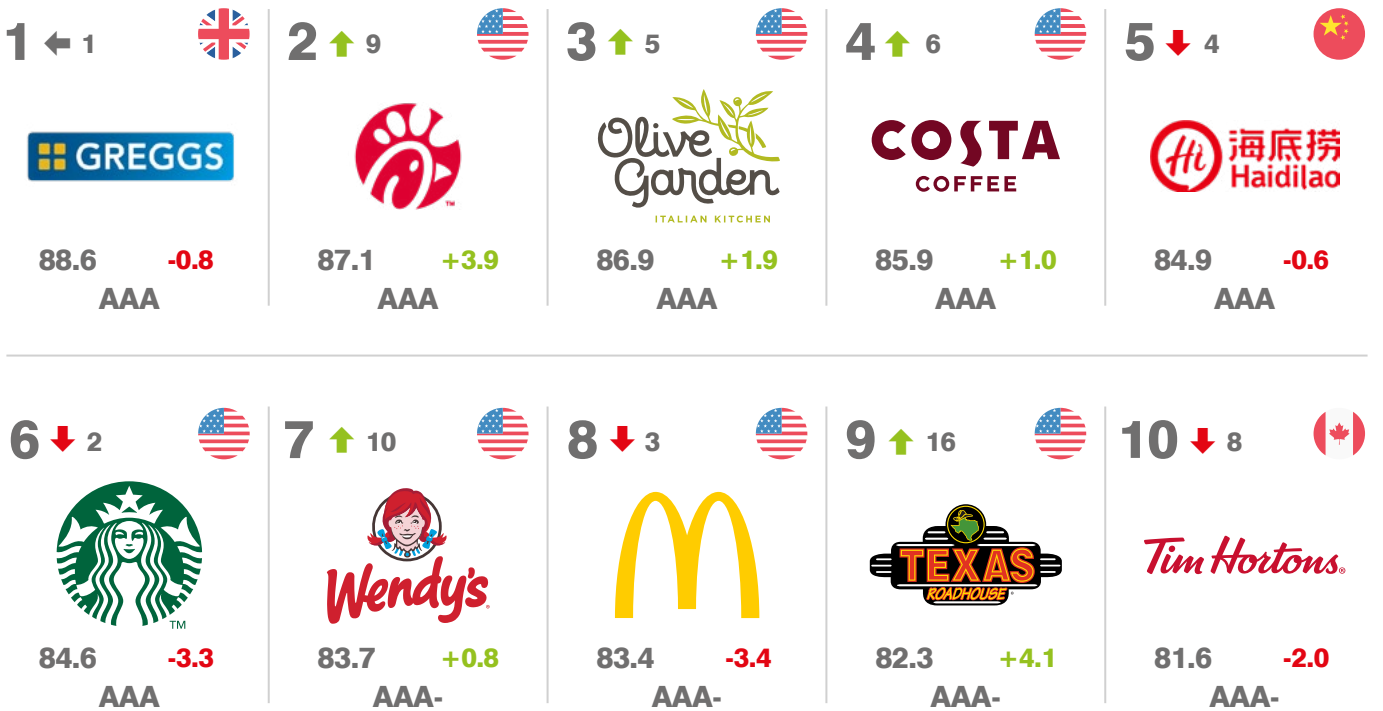 1 1
GREGGS
88.6 -0.8
AAA
2 9
TM
87.1 +3.9
AAA
3 5
Olive
Garden
ITALIAN KITCHEN
86.9 +1.9
AAA
4 6
COSTA
COFFEE
85.9 +1.0
AAA
5 4
Hi 海底捞
Haidilao
84.9 -0.6
AAA
6 2
TM
84.6 -3.3
AAA
7 10
Wendy's
83.7 +0.8
AAA-
8 3
83.4 -3.4
AAA-
9 16
TEXAS
ROADHOUSE
82.3 +4.1
AAA-
10 8
Tim Hortons®
81.6 -2.0
AAA-